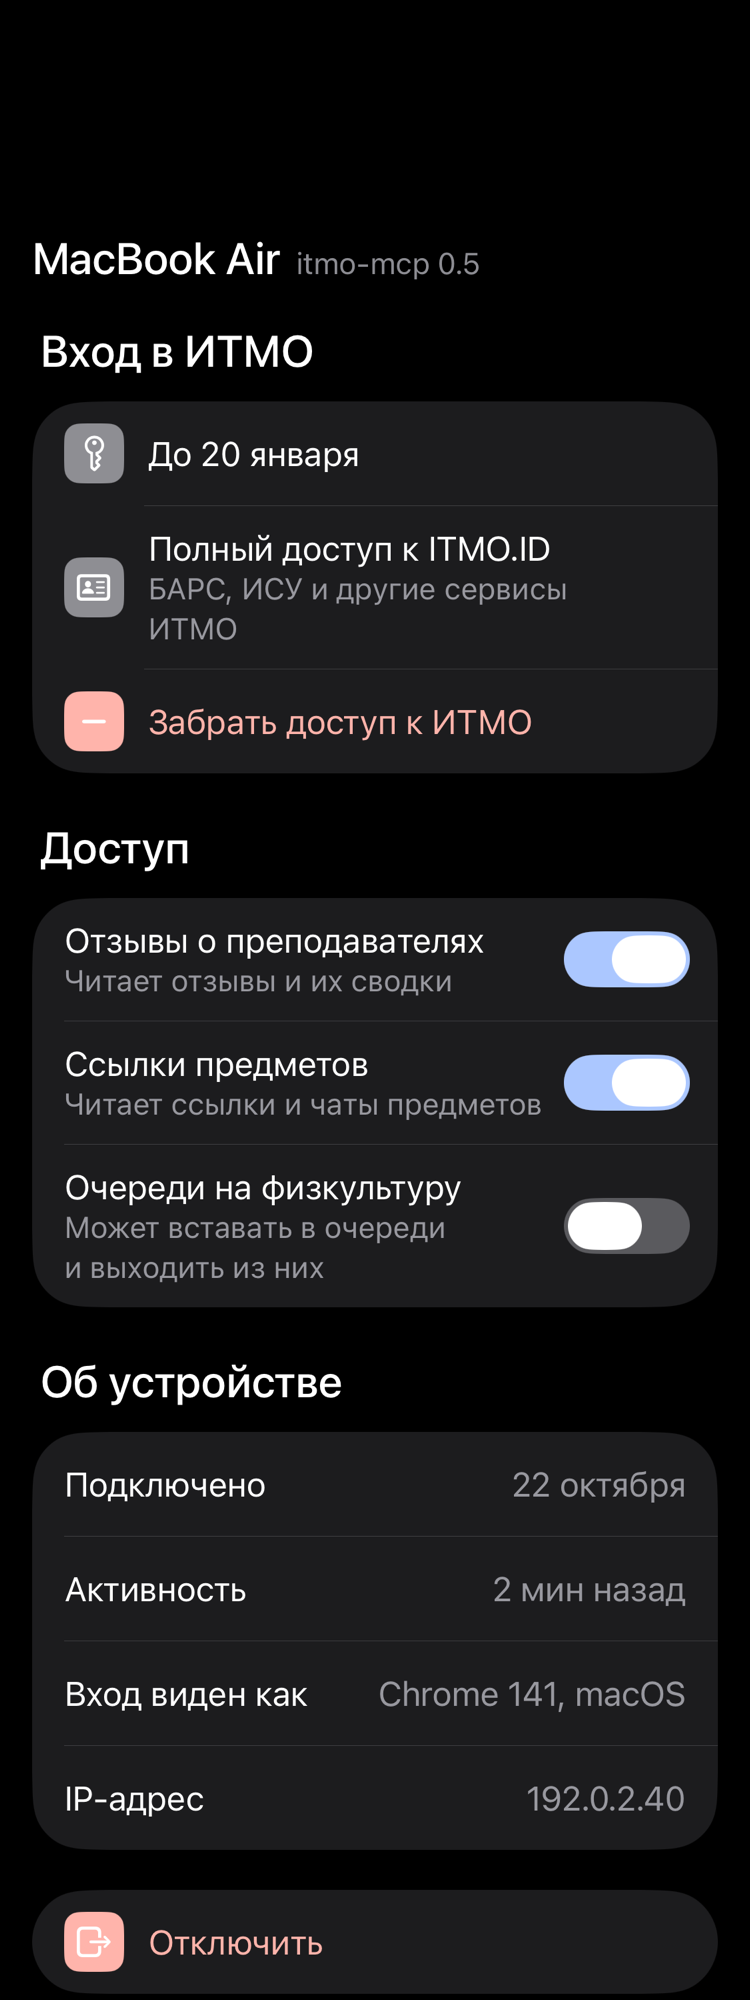 MacBook Air itmo-mcp 0.5
Вход в ИТМО
До 20 января
Полный доступ к ITMO.ID
БАРС, ИСУ и другие сервисы
ИТМО
Забрать доступ к ИТМО
Доступ
Отзывы о преподавателях
Читает отзывы и их сводки
Ссылки предметов
Читает ссылки и чаты предметов
Очереди на физкультуру
Может вставать в очереди
и выходить из них
Об устройстве
Подключено 22 октября
Активность 2 мин назад
Вход виден как Chrome 141, macOS
IP-адрес 192.0.2.40
Отключить